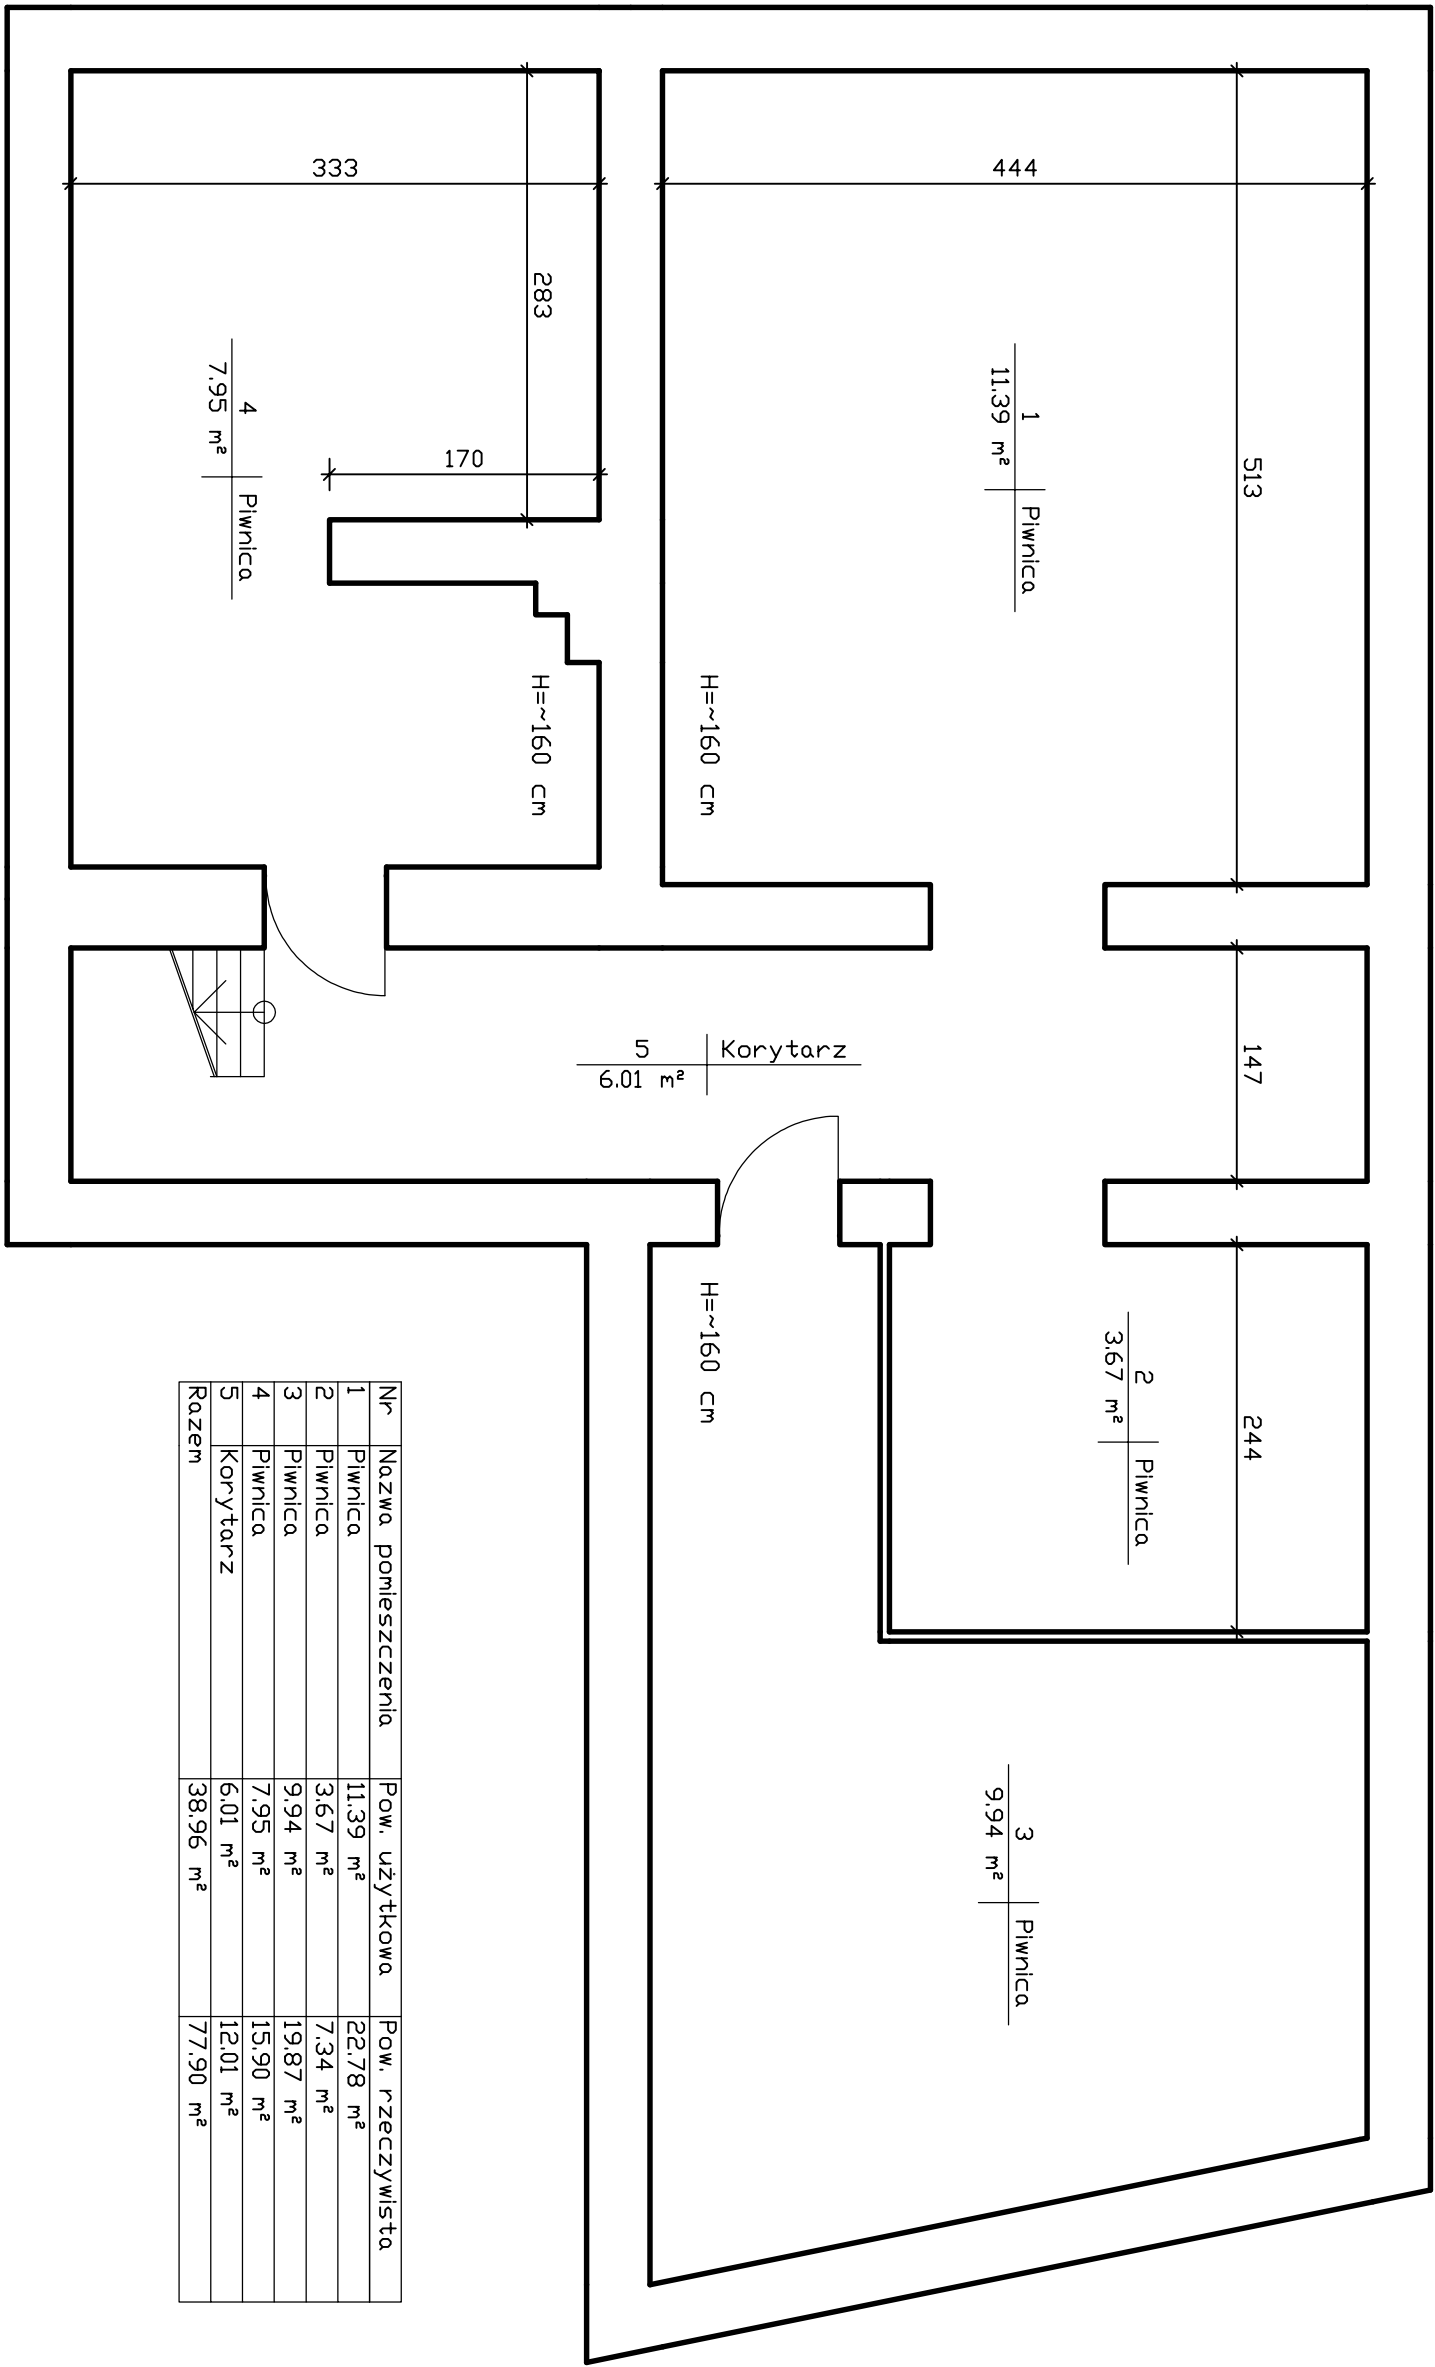 333
444
283
513
170
1 Piwnica
11.39 m²
4 Piwnica
7.95 m²
H=~160 cm
H=~160 cm
5 Korytarz
6.01 m²
147
H=~160 cm
2 Piwnica
3.67 m²
244
3 Piwnica
9.94 m²
Nr Nazwa pomieszczenia Pow. użytkowa Pow. rzeczywista
1 Piwnica 11.39 m² 22.78 m²
2 Piwnica 3.67 m² 7.34 m²
3 Piwnica 9.94 m² 19.87 m²
4 Piwnica 7.95 m² 15.90 m²
5 Korytarz 6.01 m² 12.01 m²
Razem 38.96 m² 77.90 m²